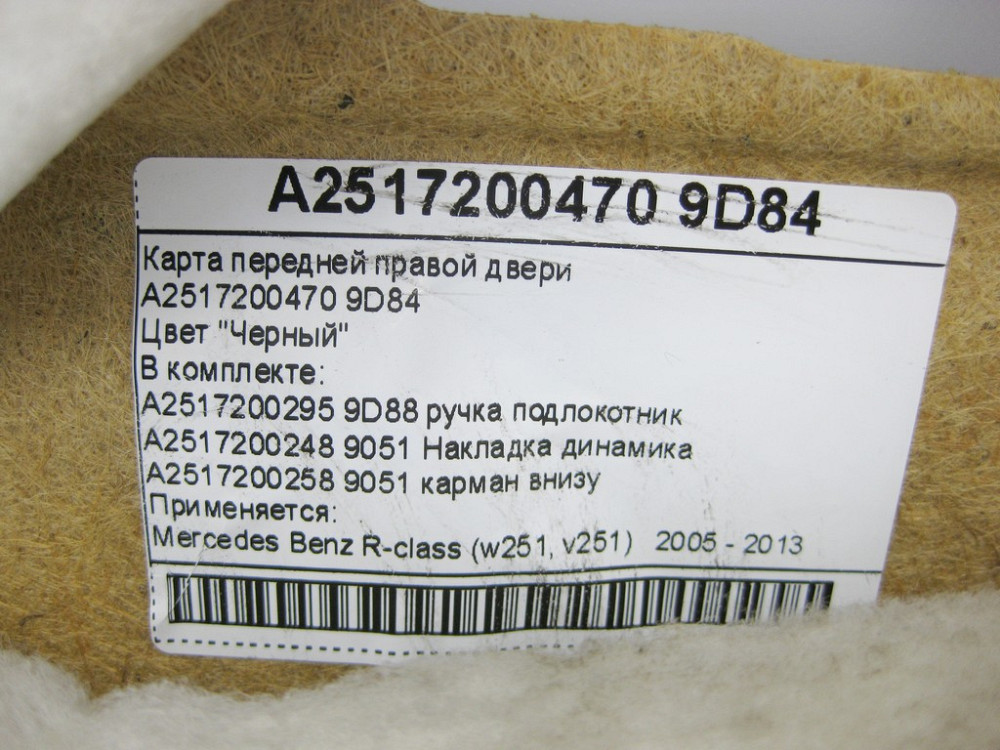 A2517200470 9D84
Карта передней правой двери
A2517200470 9D84
Цвет "Черный"
В комплекте:
A2517200295 9D88 ручка подлокотник
A2517200248 9051 Накладка динамика
A2517200258 9051 карман внизу
Применяется:
Mercedes Benz R-class (w251, v251) 2005 - 2013